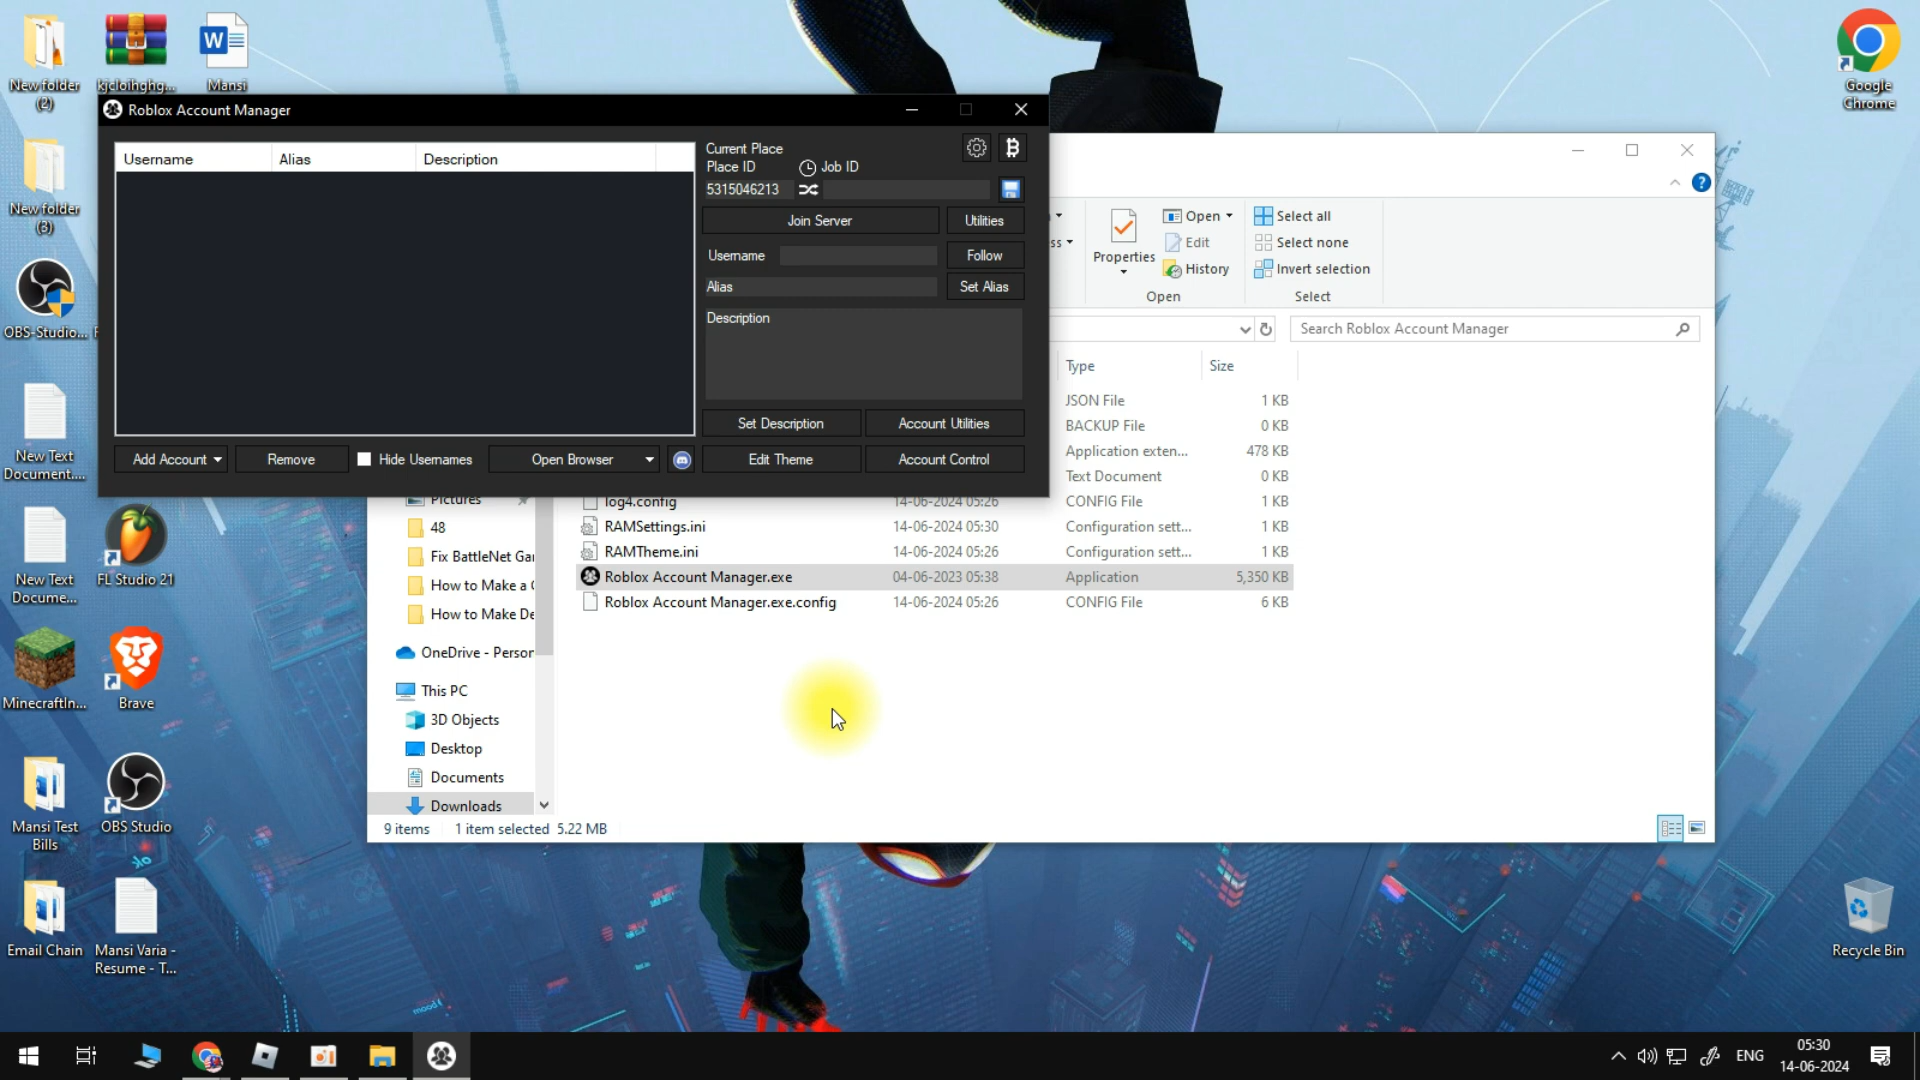 New folder
(2)
kjcloihghg...
Mansi
Google
Chrome
Roblox Account Manager
Username
Alias
Description
Current Place
Place ID
Job ID
5315046213
Join Server
Utilities
Username
Follow
Alias
Set Alias
Description
Set Description
Account Utilities
Add Account
Remove
Hide Usernames
Open Browser
Edit Theme
Account Control
ss
Properties
Open
Edit
History
Open
Select all
Select none
Invert selection
Select
Search Roblox Account Manager
Type
Size
JSON File
1 KB
BACKUP File
0 KB
Application exten...
478 KB
Text Document
0 KB
log4.config
14-06-2024 05:26
CONFIG File
1 KB
RAMSettings.ini
14-06-2024 05:30
Configuration sett...
1 KB
RAMTheme.ini
14-06-2024 05:26
Configuration sett...
1 KB
Roblox Account Manager.exe
04-06-2023 05:38
Application
5,350 KB
Roblox Account Manager.exe.config
14-06-2024 05:26
CONFIG File
6 KB
Pictures
48
Fix BattleNet Gar
How to Make a
How to Make De
OneDrive - Person
This PC
3D Objects
Desktop
Documents
Downloads
9 items
1 item selected 5.22 MB
New folder
(3)
OBS-Studio...
New Text
Document....
New Text
Docume...
FL Studio 21
MinecraftIn...
Brave
Mansi Test
Bills
OBS Studio
Email Chain
Mansi Varia -
Resume - T...
Recycle Bin
ENG
05:30
14-06-2024